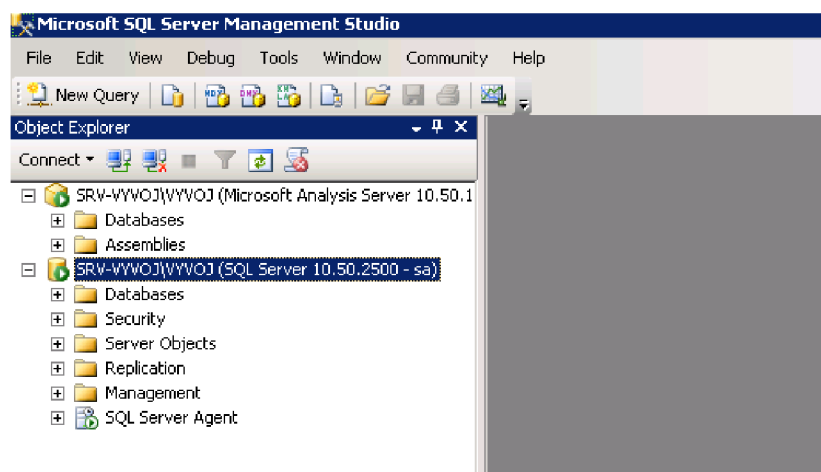 Microsoft SQL Server Management Studio
File Edit View Debug Tools Window Community Help
New Query
Object Explorer
Connect
SRV-VYVOJ\VYVOJ (Microsoft Analysis Server 10.50.1
Databases
Assemblies
SRV-VYVOJ\VYVOJ (SQL Server 10.50.2500 - sa)
Databases
Security
Server Objects
Replication
Management
SQL Server Agent